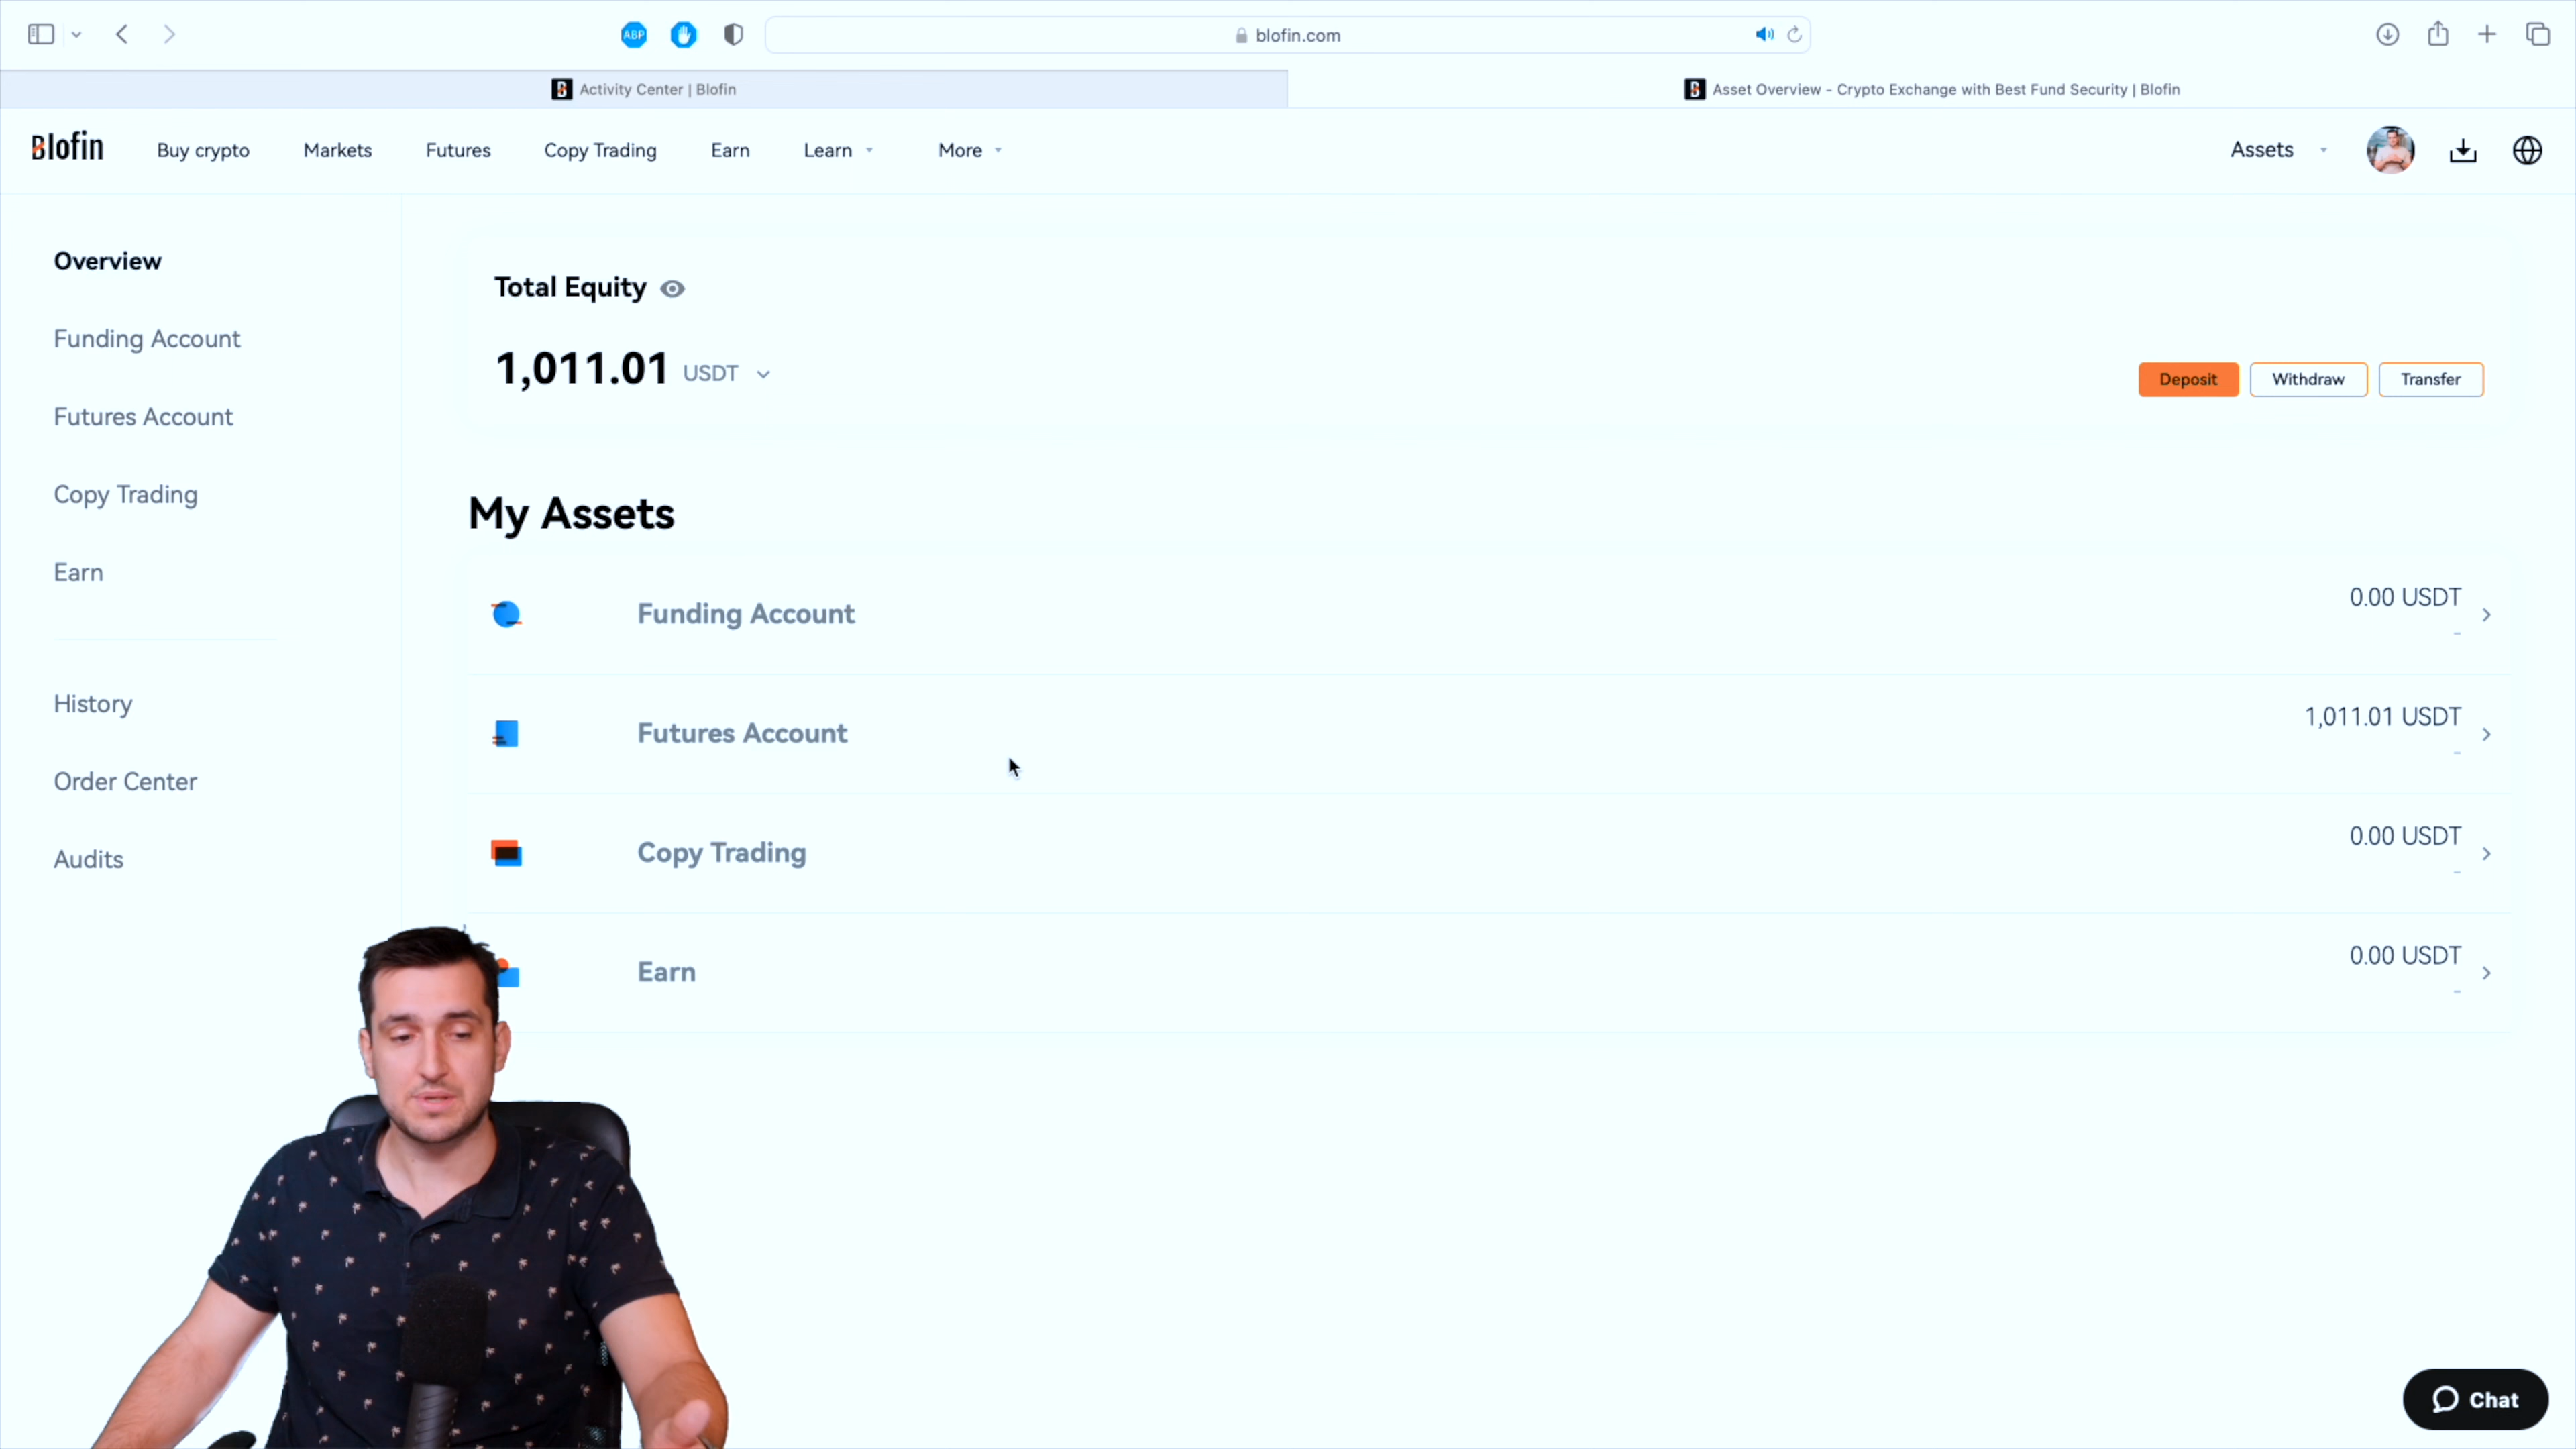 ABP
blofin.com
Activity Center | Blofin
Asset Overview - Crypto Exchange with Best Fund Security | Blofin
Blofin
Buy crypto
Markets
Futures
Copy Trading
Earn
Learn
More
Assets
Overview
Funding Account
Futures Account
Copy Trading
Earn
History
Order Center
Audits
Total Equity
1,011.01 USDT
Deposit
Withdraw
Transfer
My Assets
Funding Account
0.00 USDT
-
Futures Account
1,011.01 USDT
-
Copy Trading
0.00 USDT
-
Earn
0.00 USDT
-
Chat